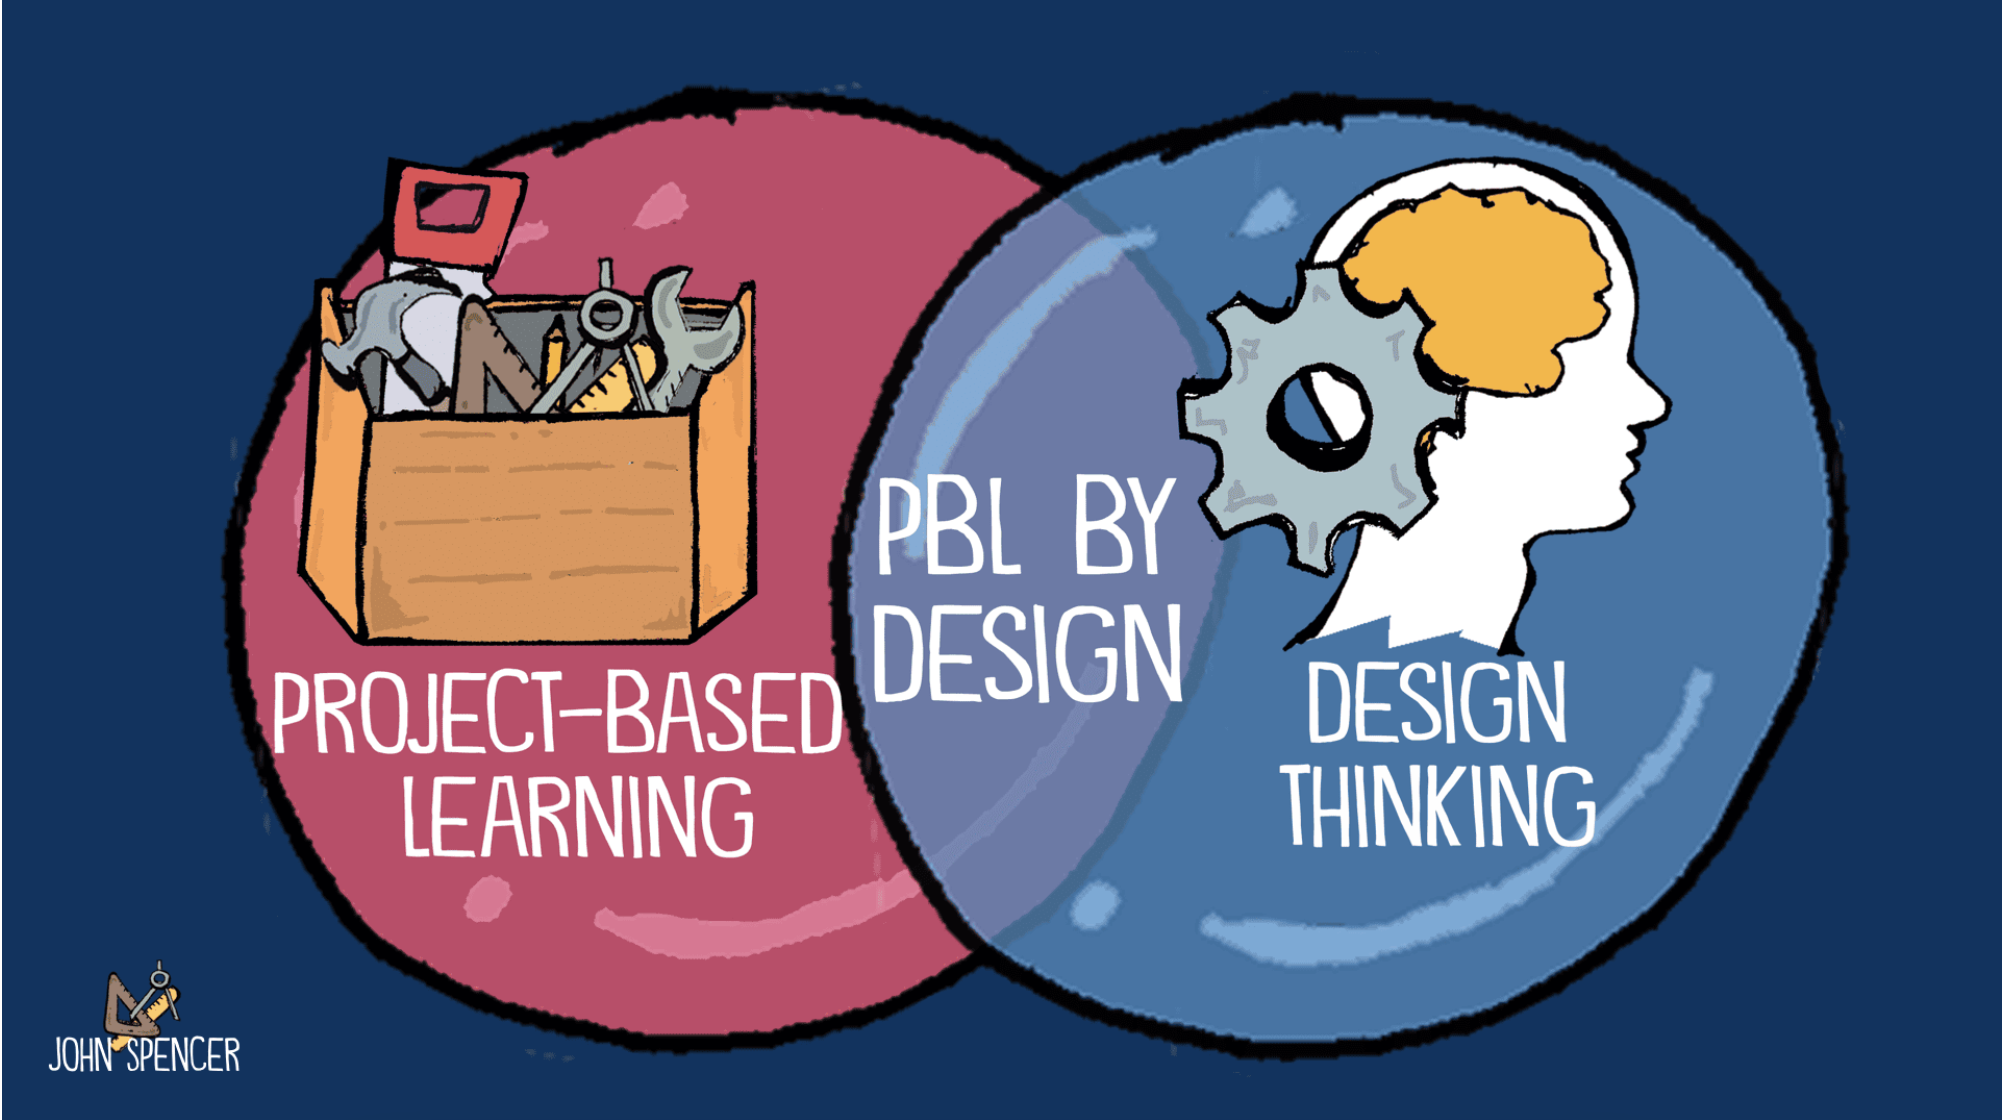 PROJECT-BASED
LEARNING
PBL BY
DESIGN
DESIGN
THINKING
JOHN SPENCER